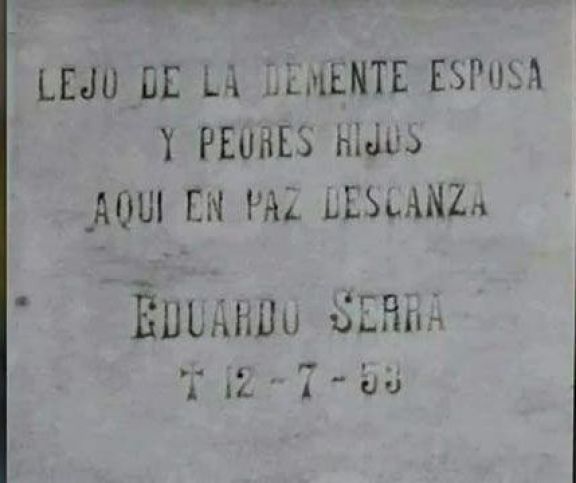 LEJO DE LA DEMENTE ESPOSA
Y PEORES HIJOS
AQUI EN PAZ DESCANZA
EDUARDO SERRA
† 12-7-53